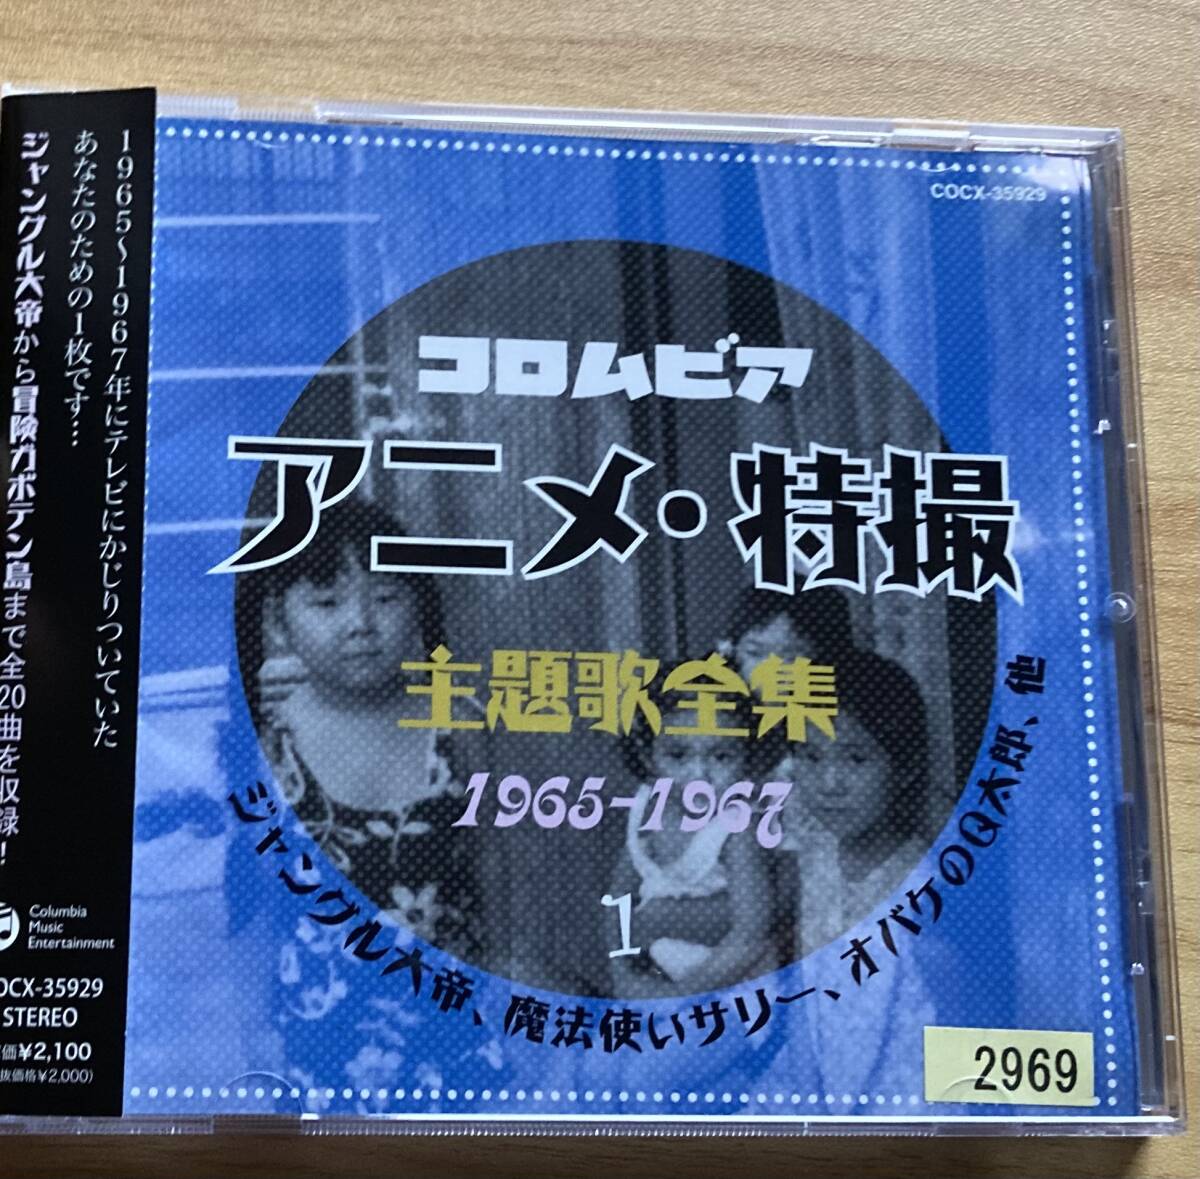 1965～1967年にテレビにかじりついていた
あなたのための1枚です…
ジャングル大帝から冒険ガボテン島まで全20曲を収録！
Columbia
Music
Entertainment
OCX-35929
STEREO
価¥2,100
抜価格¥2,000)
COCX-35929
コロムビア
アニメ・特撮
主題歌全集
1965-1967
1
ジャングル大帝、魔法使いサリー、オバケのQ太郎、他
2969